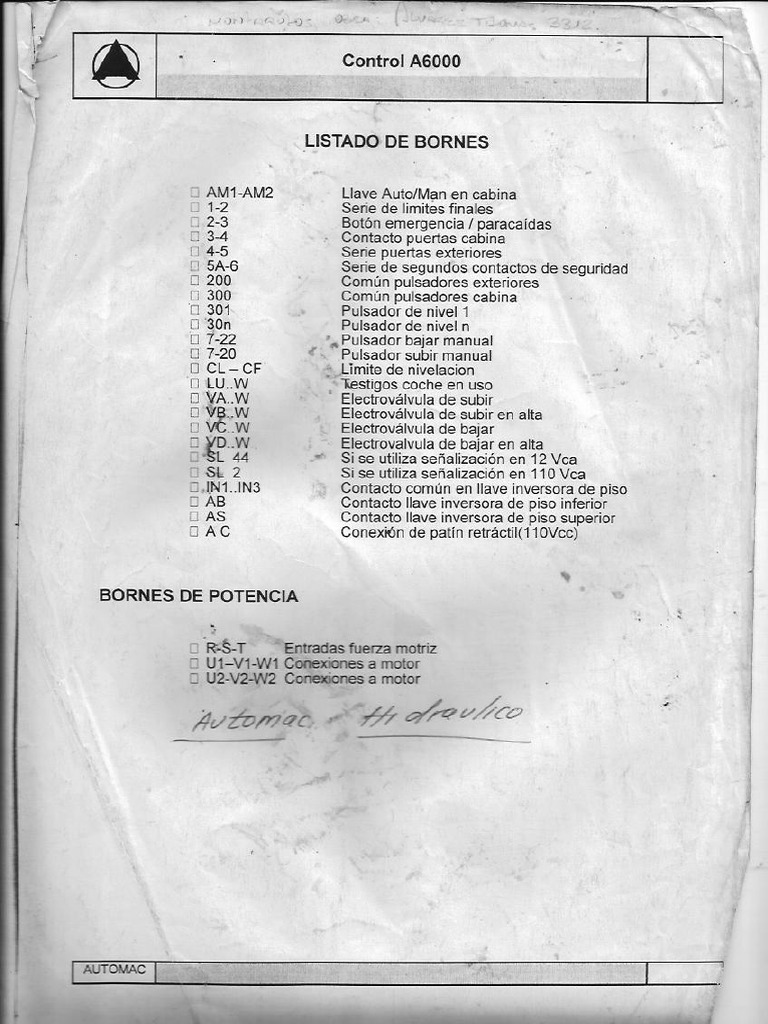 Alvarez Thomas 3312.
Control A6000
LISTADO DE BORNES
AM1-AM2 Llave Auto/Man en cabina
1-2 Serie de limites finales
2-3 Botón emergencia / paracaídas
3-4 Contacto puertas cabina
4-5 Serie puertas exteriores
5A-6 Serie de segundos contactos de seguridad
200 Común pulsadores exteriores
300 Común pulsadores cabina
301 Pulsador de nivel 1
30n Pulsador de nivel n
7-22 Pulsador bajar manual
7-20 Pulsador subir manual
CL – CF Limite de nivelacion
LU..W Testigos coche en uso
VA..W Electroválvula de subir
VB..W Electroválvula de subir en alta
VC..W Electroválvula de bajar
VD..W Electrovalvula de bajar en alta
SL 44 Si se utiliza señalización en 12 Vca
SL 2 Si se utiliza señalización en 110 Vca
IN1..IN3 Contacto común en llave inversora de piso
AB Contacto llave inversora de piso inferior
AS Contacto llave inversora de piso superior
A C Conexión de patín retráctil(110Vcc)
BORNES DE POTENCIA
R-S-T Entradas fuerza motriz
U1–V1-W1 Conexiones a motor
U2-V2-W2 Conexiones a motor
Automac Hidraulico
AUTOMAC